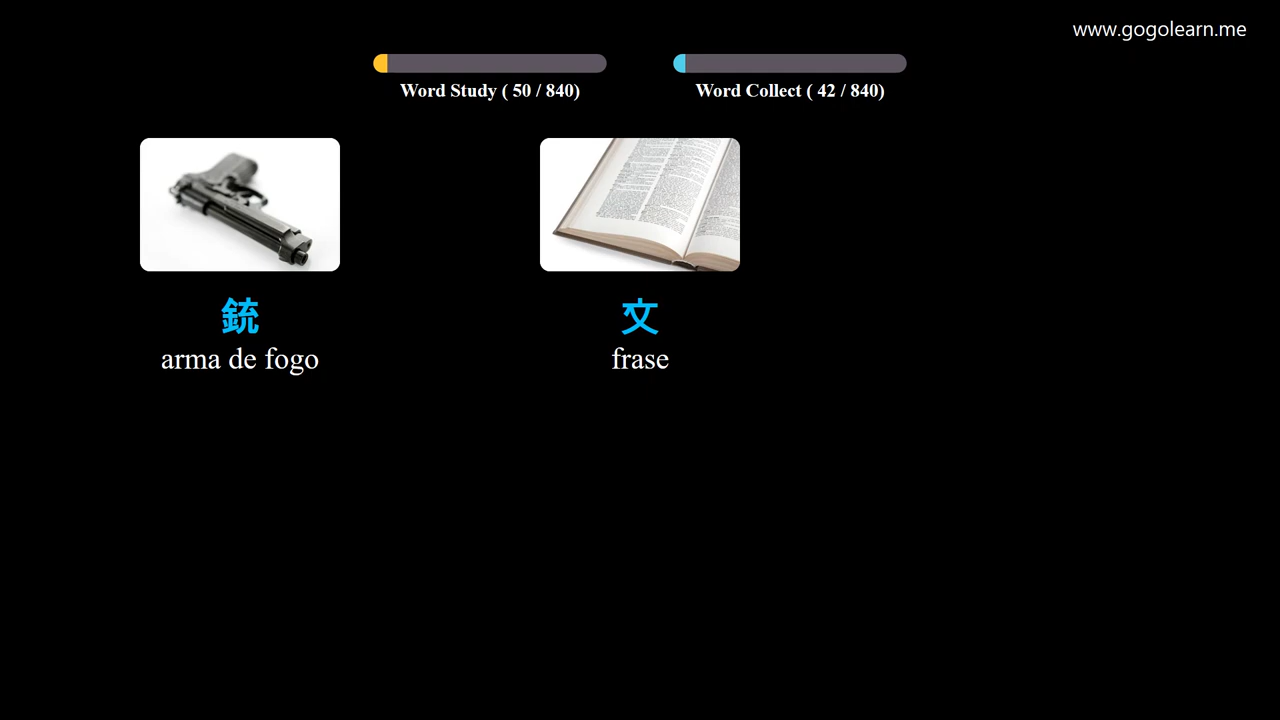 www.gogolearn.me
Word Study ( 50 / 840)
Word Collect ( 42 / 840)
銃
arma de fogo
文
frase